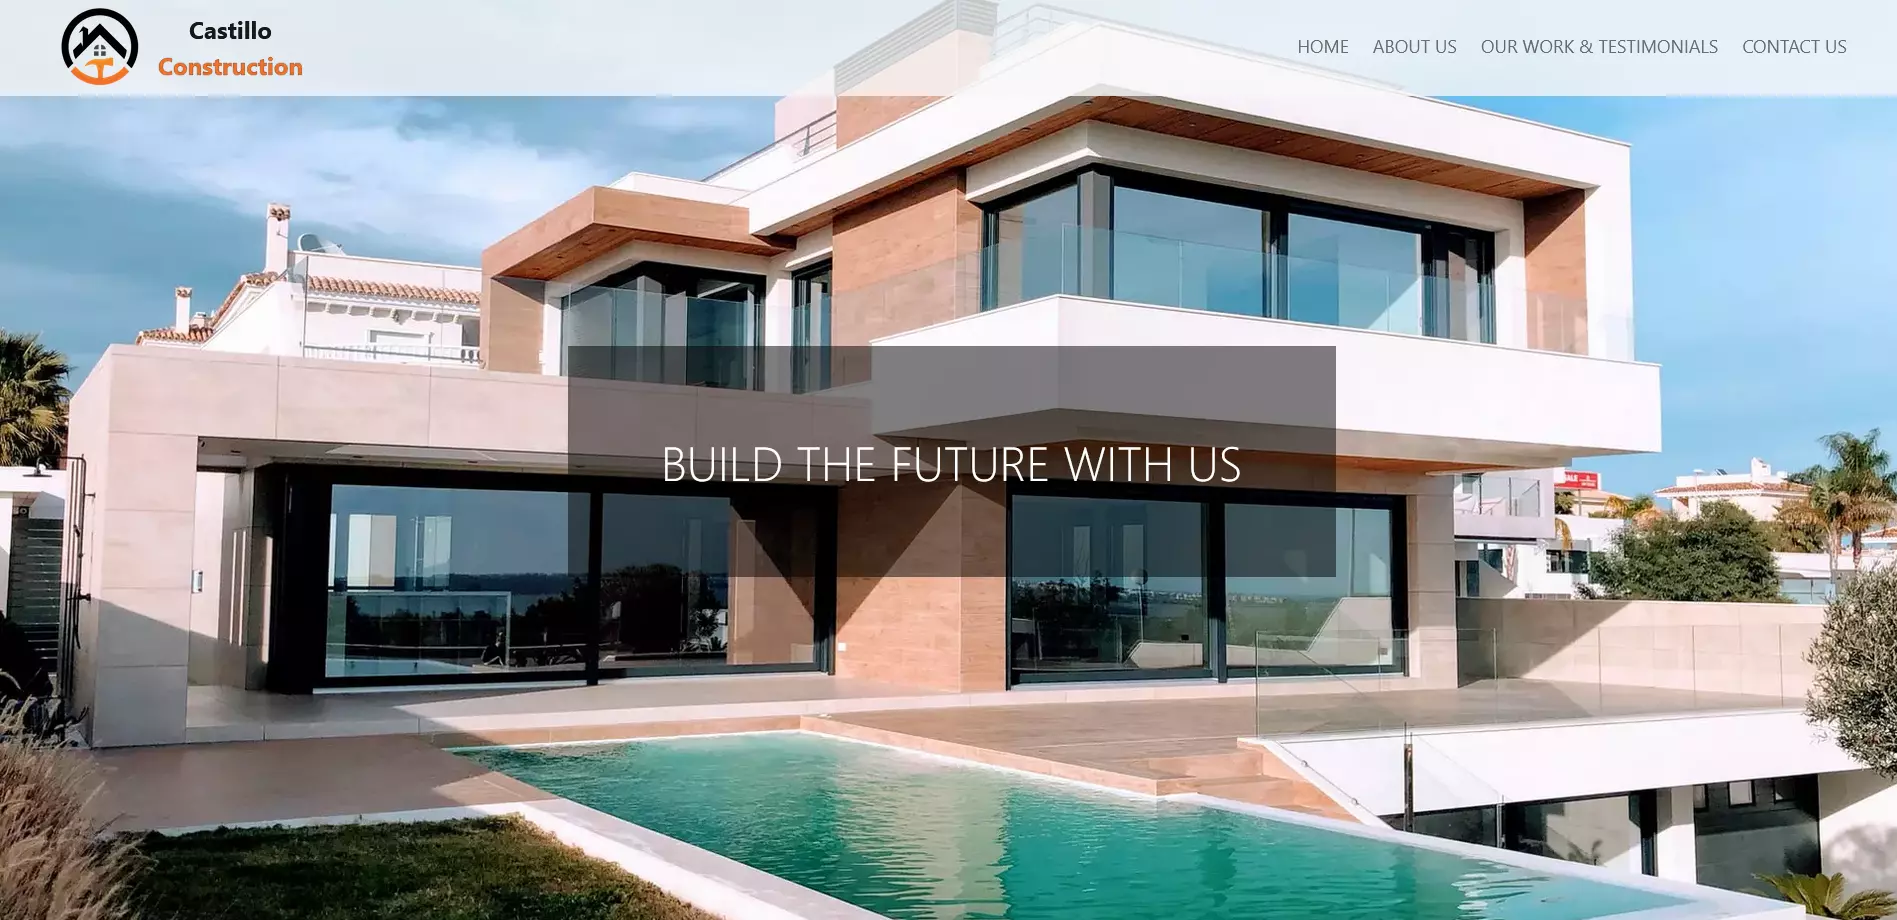 Castillo
Construction
HOME ABOUT US OUR WORK & TESTIMONIALS CONTACT US
BUILD THE FUTURE WITH US